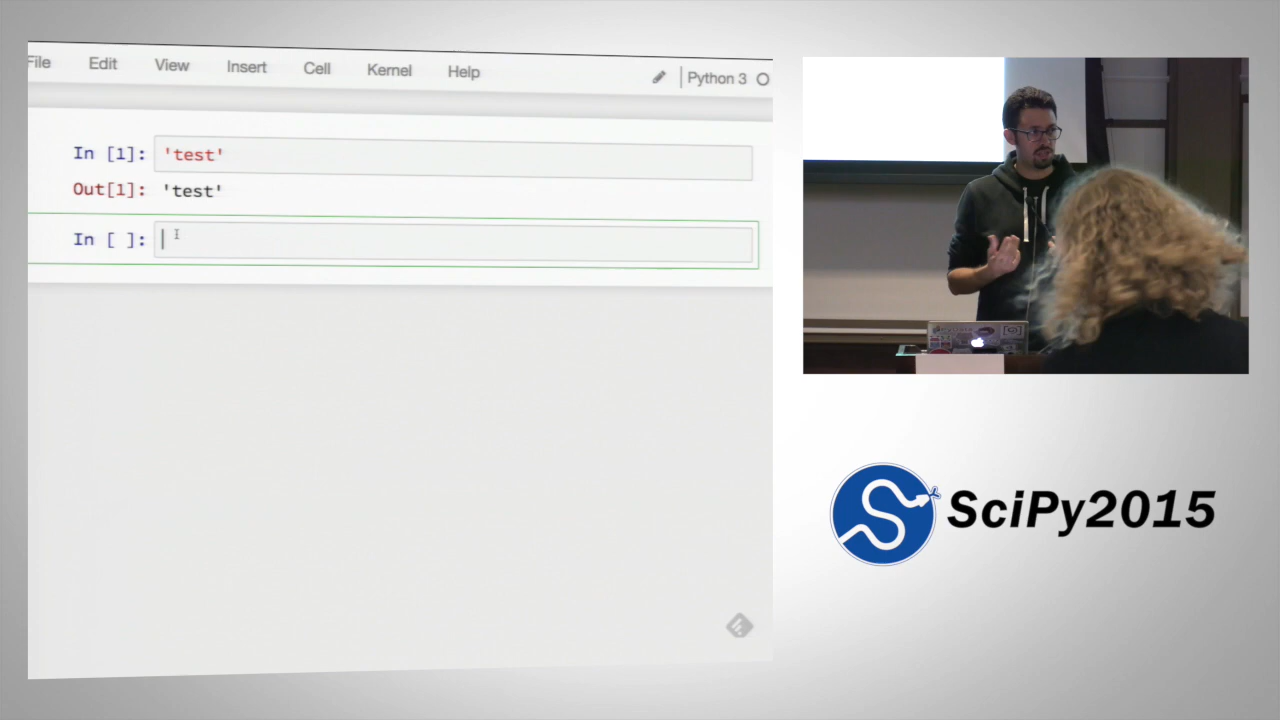 File Edit View Insert Cell Kernel Help Python 3
In [1]: 'test'
Out[1]: 'test'
In [ ]:
SciPy2015